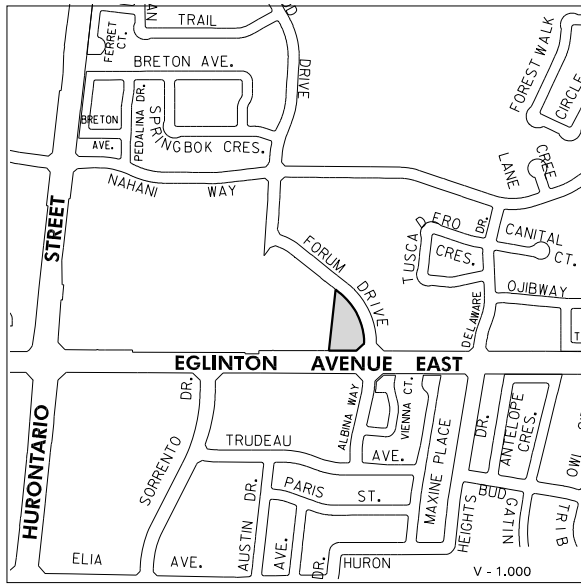 TRAIL
FERRET CT.
DRIVE
BRETON AVE.
BRETON AVE.
PEDALINA DR.
SPRINGBOK CRES.
NAHANI WAY
FOREST WALK
CIRCLE
CREE
LANE
STREET
FORUM DRIVE
TUSCADERO
CRES.
DR.
CANITAL CT.
OJIBWAY
DELAWARE
EGLINTON AVENUE EAST
HURONTARIO
DR.
SORRENTO
TRUDEAU AVE.
ALBINA WAY
VIENNA CT.
MAXINE PLACE
DR.
ANTELOPE CRES.
PARIS ST.
AUSTIN DR.
AVE.
DR.
HURON
HEIGHTS
BUD
GATIN
TRIB
ELIA AVE.
V - 1.000